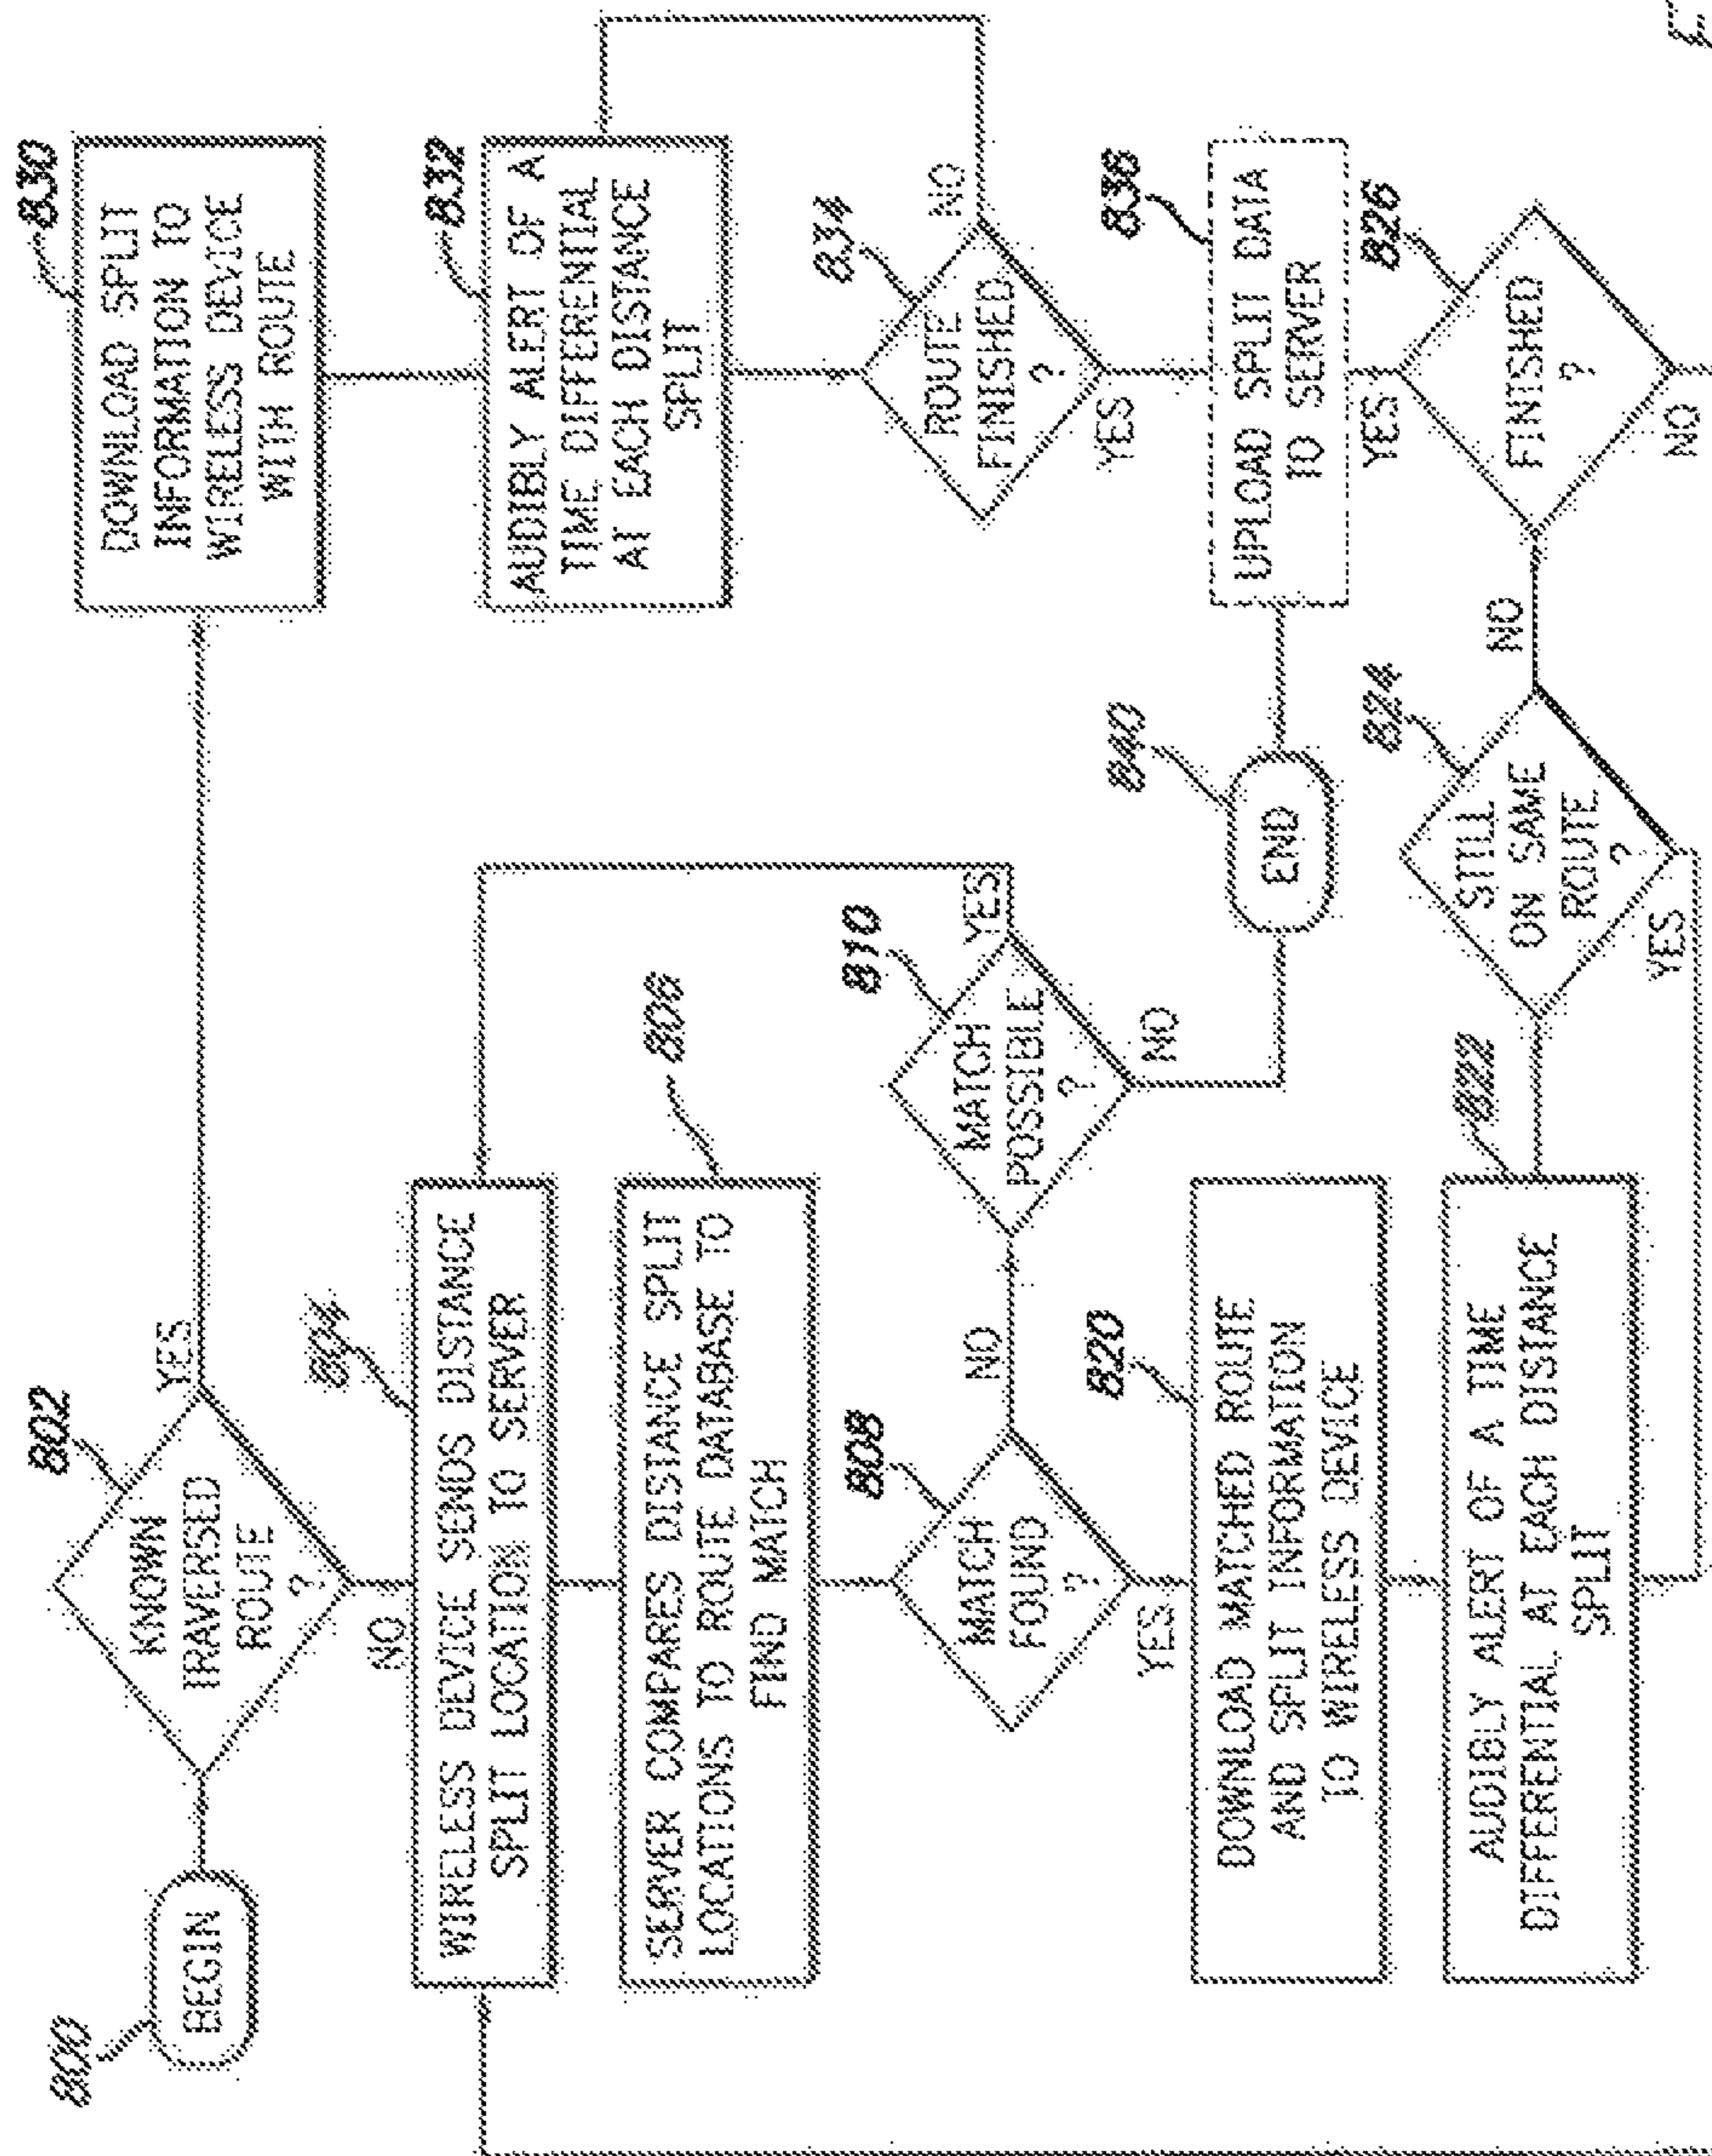 800
BEGIN
802
KNOWN
TRAVERSED
ROUTE
?
YES
NO
830
DOWNLOAD SPLIT
INFORMATION TO
WIRELESS DEVICE
WITH ROUTE
804
WIRELESS DEVICE SENDS DISTANCE
SPLIT LOCATION TO SERVER
832
AUDIBLY ALERT OF A
TIME DIFFERENTIAL
AT EACH DISTANCE
SPLIT
806
SERVER COMPARES DISTANCE SPLIT
LOCATIONS TO ROUTE DATABASE TO
FIND MATCH
808
MATCH
FOUND
?
NO
YES
810
MATCH
POSSIBLE
?
YES
NO
834
ROUTE
FINISHED
?
NO
YES
820
DOWNLOAD MATCHED ROUTE
AND SPLIT INFORMATION
TO WIRELESS DEVICE
840
END
836
UPLOAD SPLIT DATA
TO SERVER
822
AUDIBLY ALERT OF A TIME
DIFFERENTIAL AT EACH DISTANCE
SPLIT
824
STILL
ON SAME
ROUTE
?
NO
YES
826
FINISHED
?
YES
NO